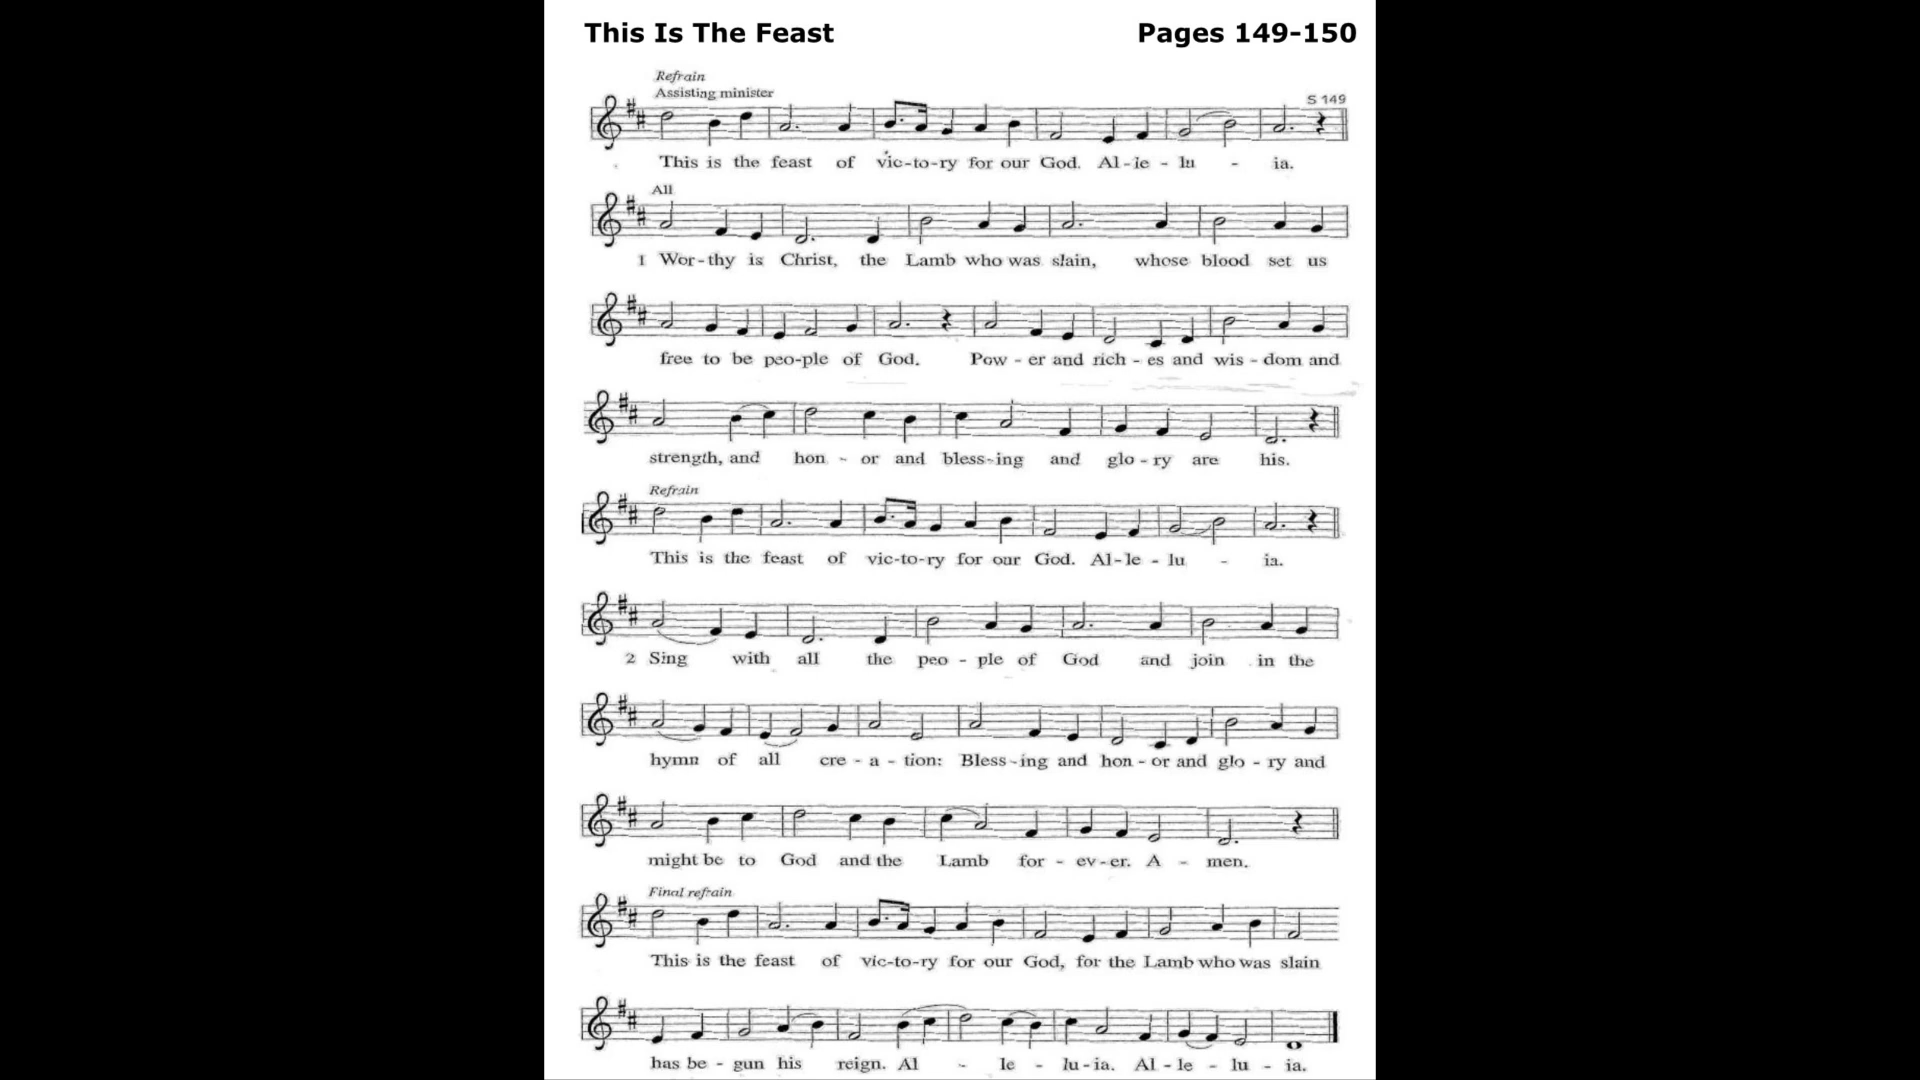 This Is The Feast Pages 149-150
Refrain
Assisting minister
S 149
This is the feast of vic-to-ry for our God. Al-le - lu - ia.
All
1 Wor-thy is Christ, the Lamb who was slain, whose blood set us
free to be peo-ple of God. Pow - er and rich - es and wis - dom and
strength, and hon - or and bless-ing and glo - ry are his.
Refrain
This is the feast of vic-to-ry for our God. Al-le - lu - ia.
2 Sing with all the peo - ple of God and join in the
hymn of all cre - a - tion: Bless-ing and hon - or and glo - ry and
might be to God and the Lamb for - ev-er. A - men.
Final refrain
This is the feast of vic-to-ry for our God, for the Lamb who was slain
has be - gun his reign. Al - le - lu-ia. Al - le - lu - ia.